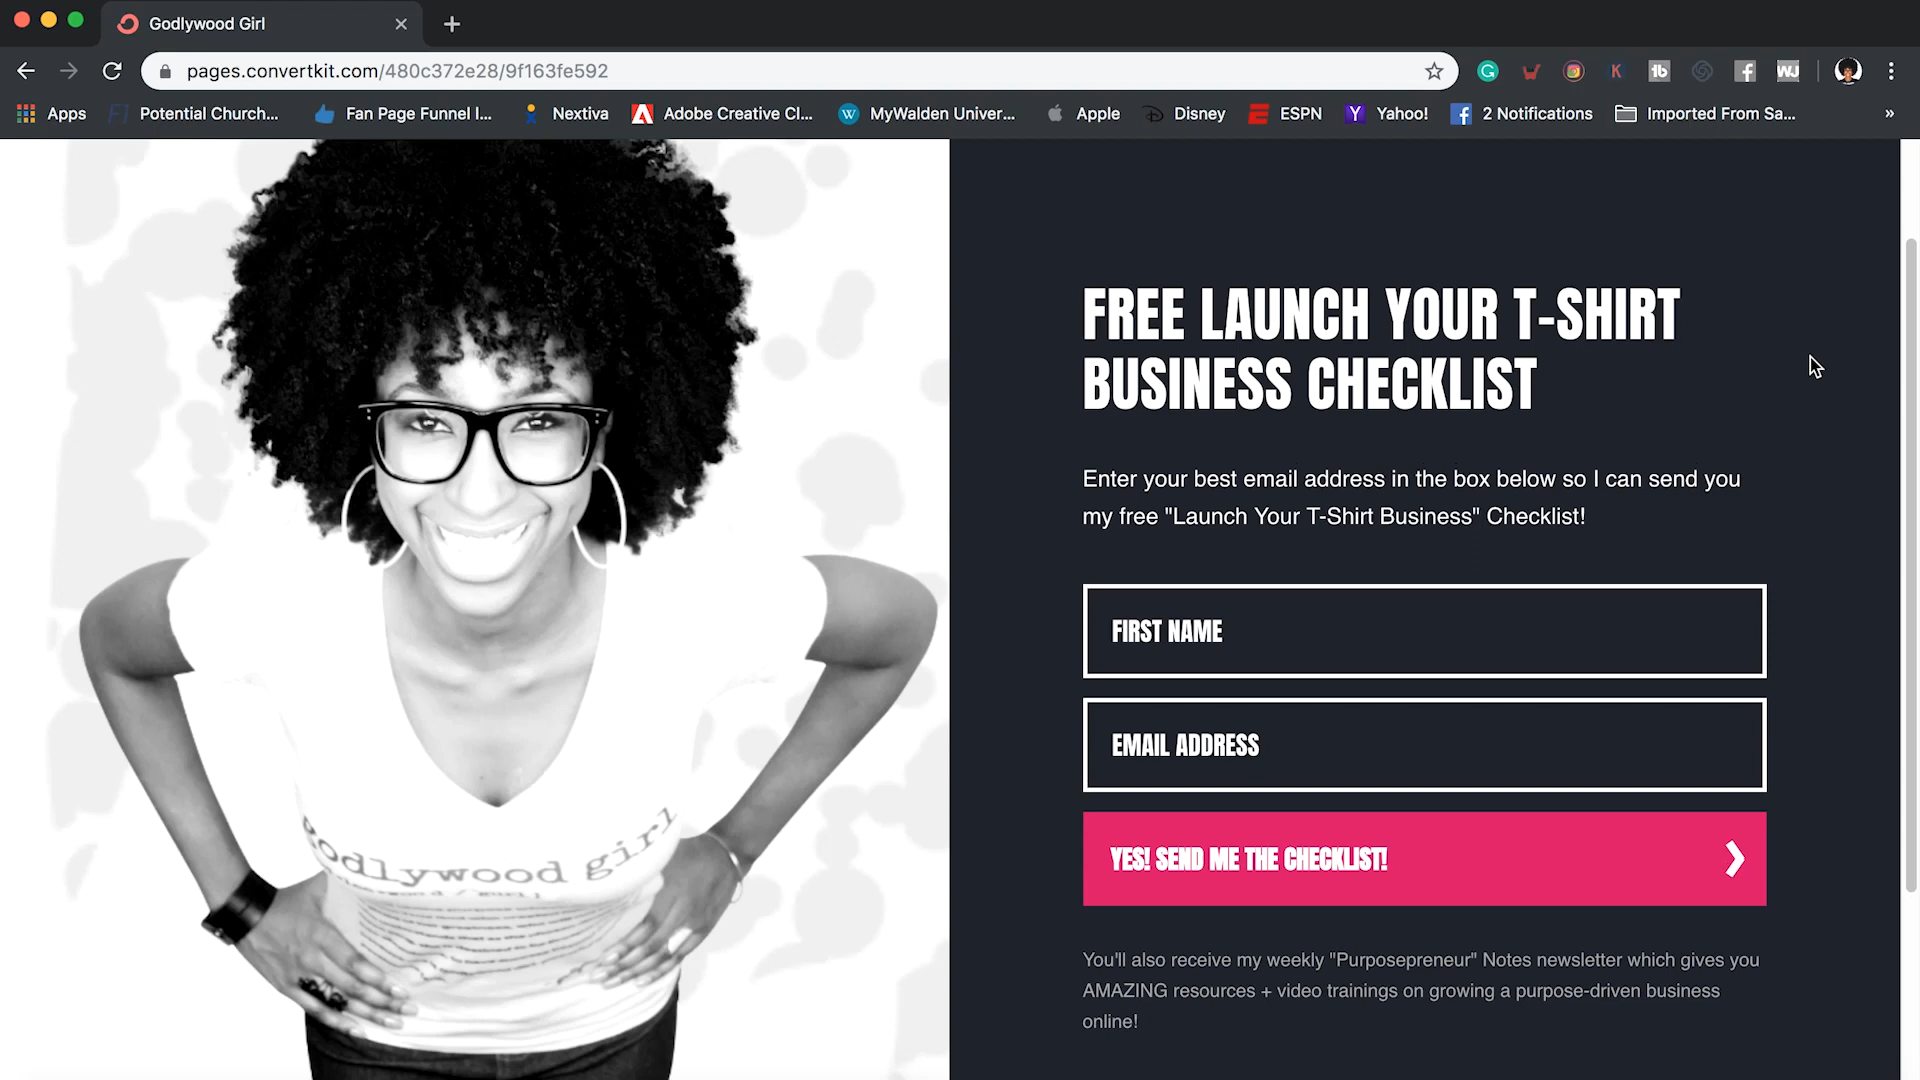 Godlywood Girl
pages.convertkit.com/480c372e28/9f163fe592
Apps
Potential Church...
Fan Page Funnel I...
Nextiva
Adobe Creative Cl...
MyWalden Univer...
Apple
Disney
ESPN
Yahoo!
2 Notifications
Imported From Sa...
»
FREE LAUNCH YOUR T-SHIRT
BUSINESS CHECKLIST
Enter your best email address in the box below so I can send you
my free "Launch Your T-Shirt Business" Checklist!
FIRST NAME
EMAIL ADDRESS
YES! SEND ME THE CHECKLIST!
You'll also receive my weekly "Purposepreneur" Notes newsletter which gives you
AMAZING resources + video trainings on growing a purpose-driven business
online!
godlywood girl